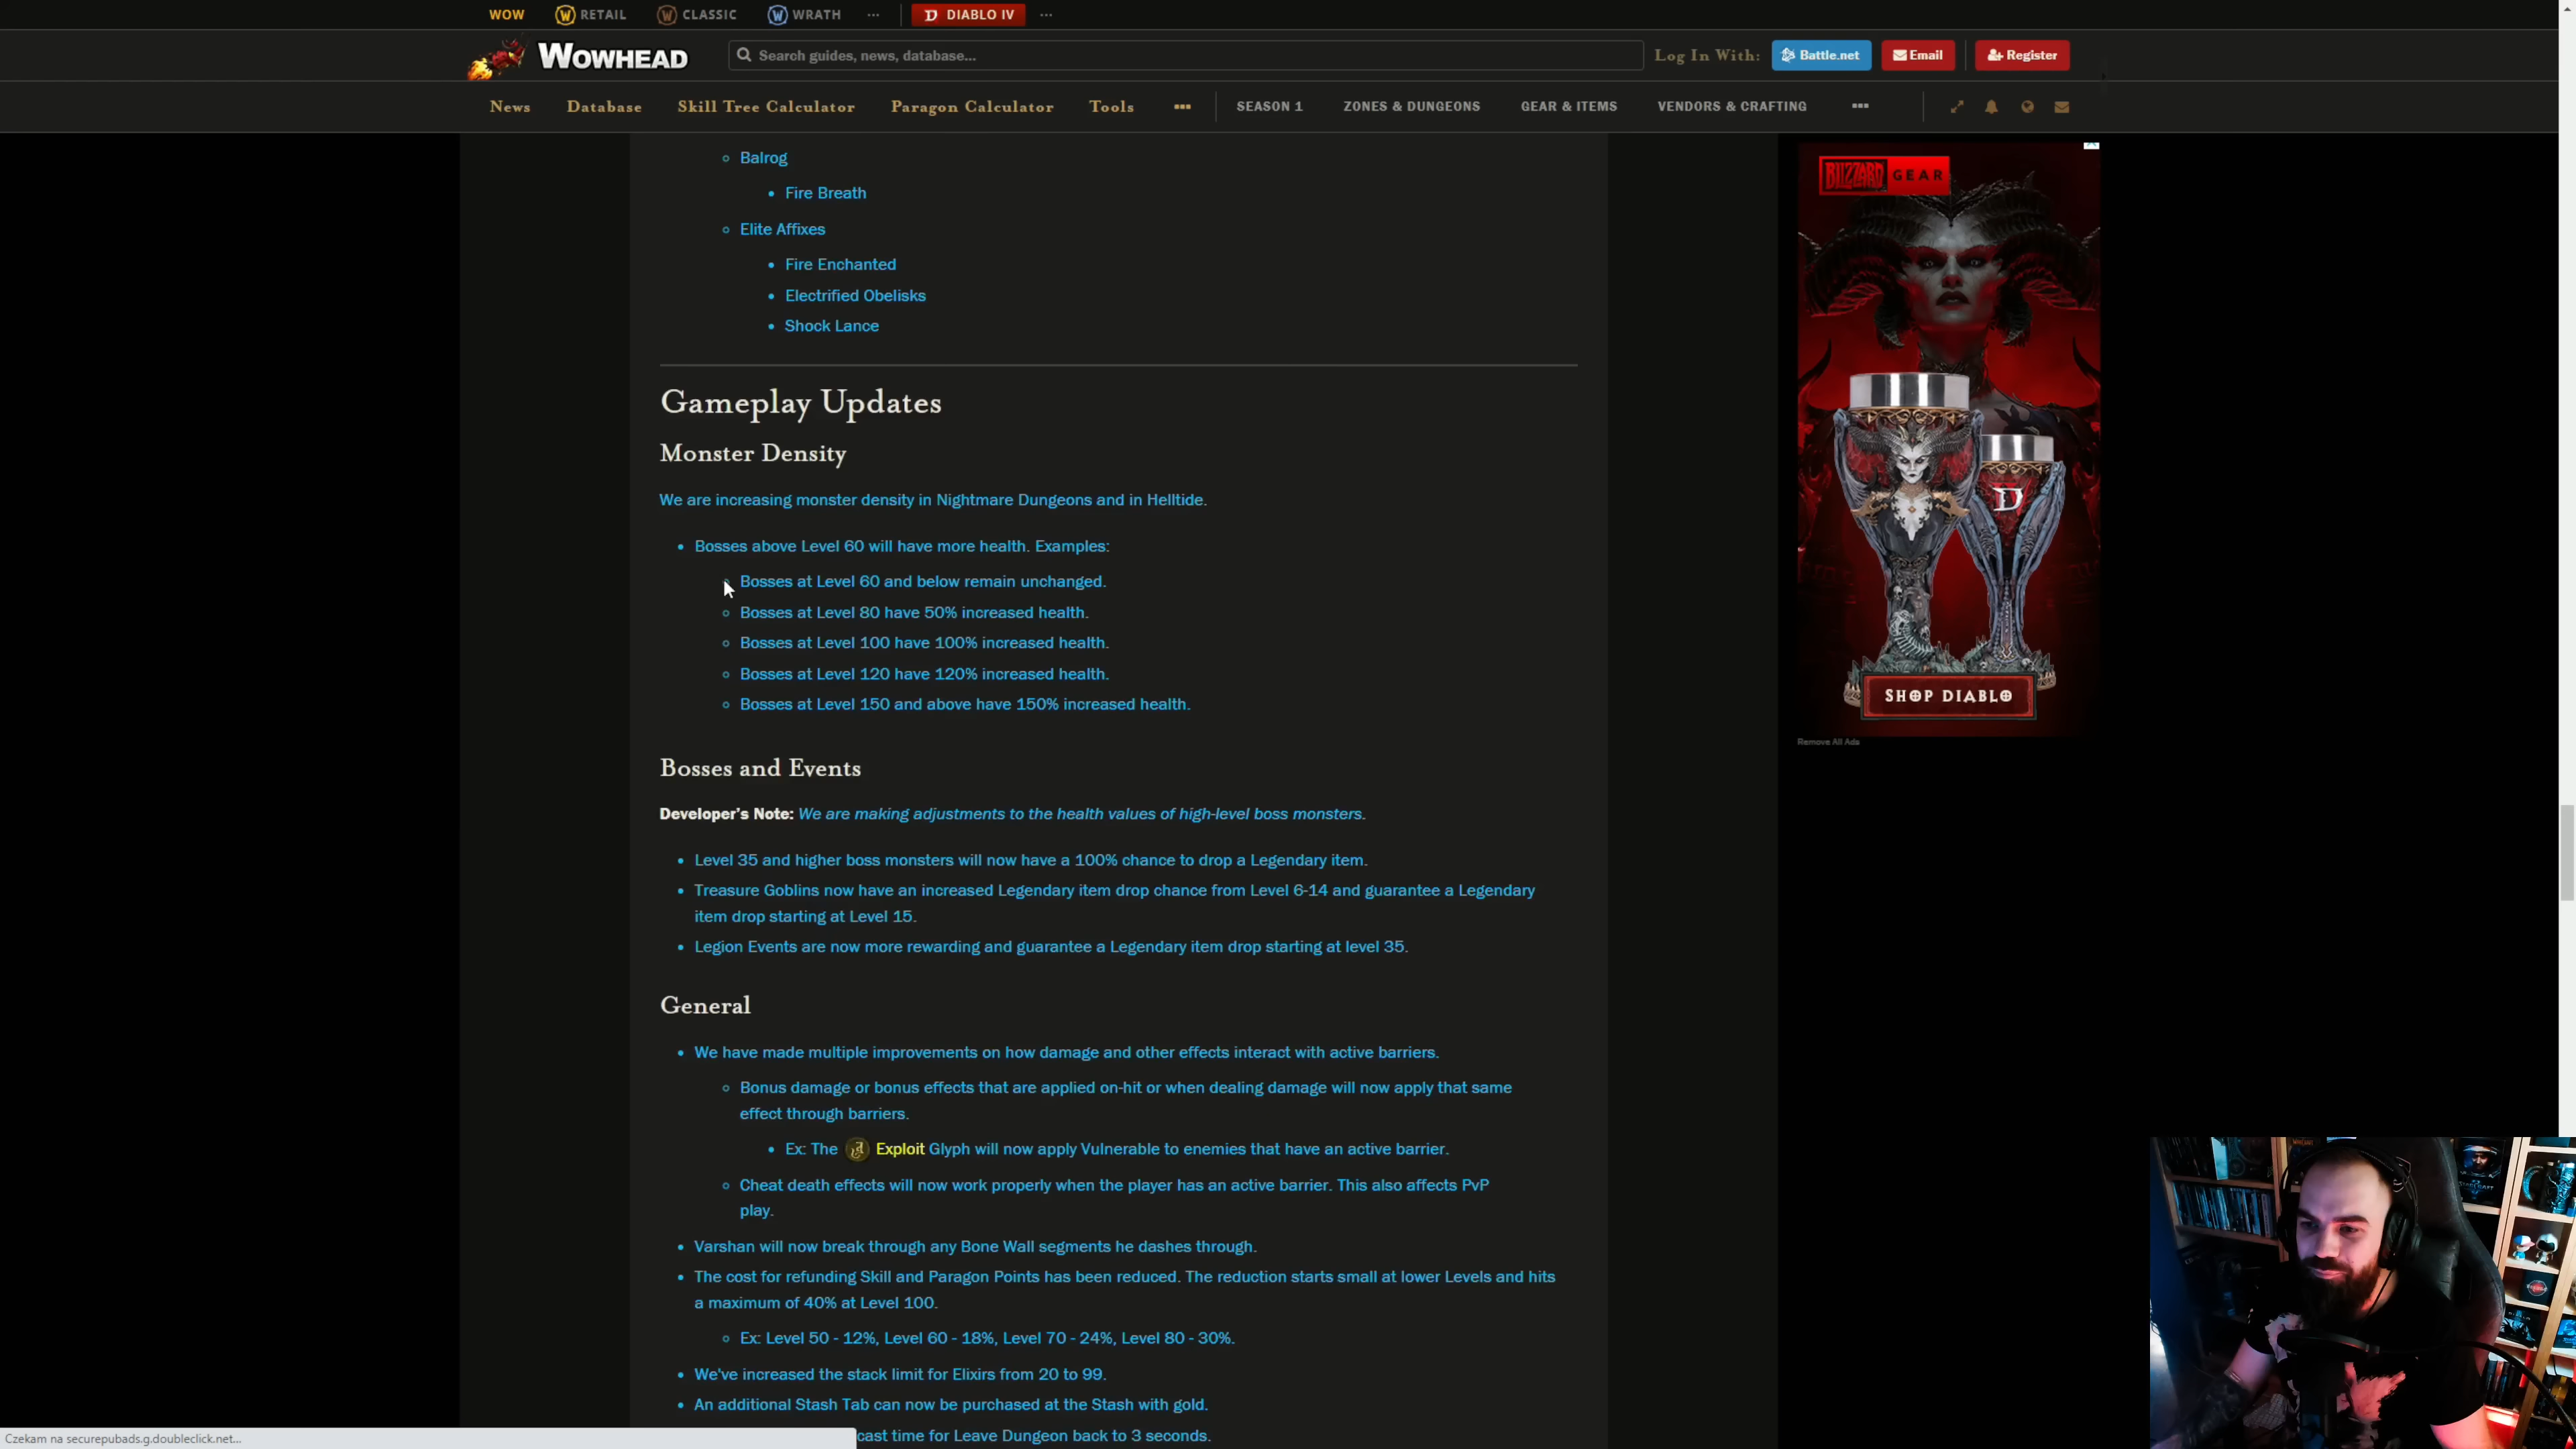 WOW RETAIL CLASSIC WRATH ··· DIABLO IV ···
WOWHEAD Search guides, news, database... Log In With: Battle.net Email Register
News Database Skill Tree Calculator Paragon Calculator Tools ··· SEASON 1 ZONES & DUNGEONS GEAR & ITEMS VENDORS & CRAFTING ···
Balrog
Fire Breath
Elite Affixes
Fire Enchanted
Electrified Obelisks
Shock Lance
Gameplay Updates
Monster Density
We are increasing monster density in Nightmare Dungeons and in Helltide.
Bosses above Level 60 will have more health. Examples:
Bosses at Level 60 and below remain unchanged.
Bosses at Level 80 have 50% increased health.
Bosses at Level 100 have 100% increased health.
Bosses at Level 120 have 120% increased health.
Bosses at Level 150 and above have 150% increased health.
Bosses and Events
Developer's Note: We are making adjustments to the health values of high-level boss monsters.
Level 35 and higher boss monsters will now have a 100% chance to drop a Legendary item.
Treasure Goblins now have an increased Legendary item drop chance from Level 6-14 and guarantee a Legendary
item drop starting at Level 15.
Legion Events are now more rewarding and guarantee a Legendary item drop starting at level 35.
General
We have made multiple improvements on how damage and other effects interact with active barriers.
Bonus damage or bonus effects that are applied on-hit or when dealing damage will now apply that same
effect through barriers.
Ex: The Exploit Glyph will now apply Vulnerable to enemies that have an active barrier.
Cheat death effects will now work properly when the player has an active barrier. This also affects PvP
play.
Varshan will now break through any Bone Wall segments he dashes through.
The cost for refunding Skill and Paragon Points has been reduced. The reduction starts small at lower Levels and hits
a maximum of 40% at Level 100.
Ex: Level 50 - 12%, Level 60 - 18%, Level 70 - 24%, Level 80 - 30%.
We've increased the stack limit for Elixirs from 20 to 99.
An additional Stash Tab can now be purchased at the Stash with gold.
cast time for Leave Dungeon back to 3 seconds.
Czekam na securepubads.g.doubleclick.net...
BLIZZARD GEAR
D
SHOP DIABLO
Remove All Ads